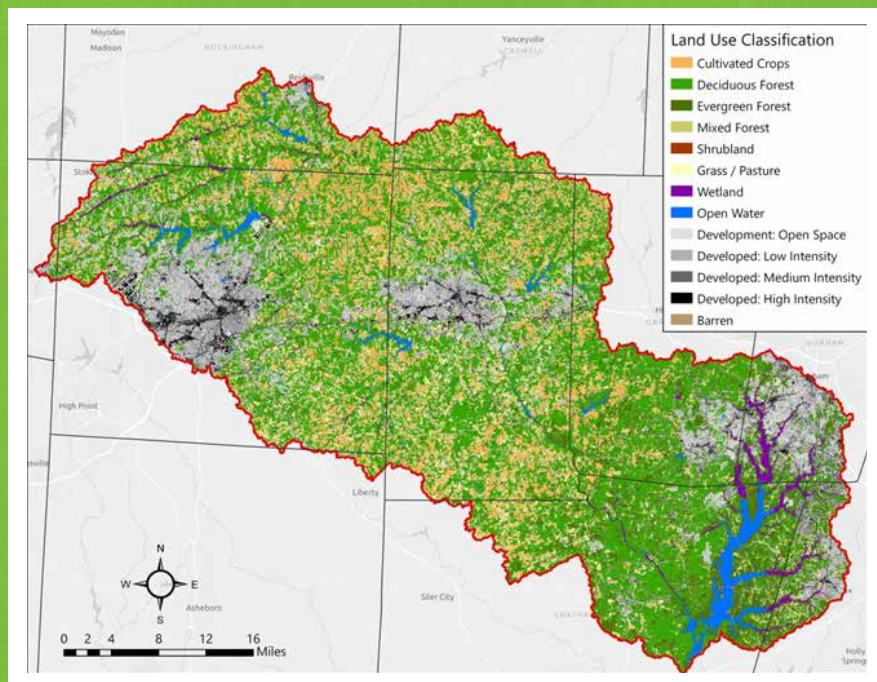 Mayodan
Madison
ROCKINGHAM
Yanceyville
CASWELL
Reidsville
Land Use Classification
Cultivated Crops
Deciduous Forest
Evergreen Forest
Mixed Forest
Shrubland
Grass / Pasture
Wetland
Open Water
Development: Open Space
Developed: Low Intensity
Developed: Medium Intensity
Developed: High Intensity
Barren
DURHAM
High Point
Liberty
N
W
E
S
Asheboro
Siler City
CHATHAM
Holly
Springs
0 2 4 8 12 16
Miles